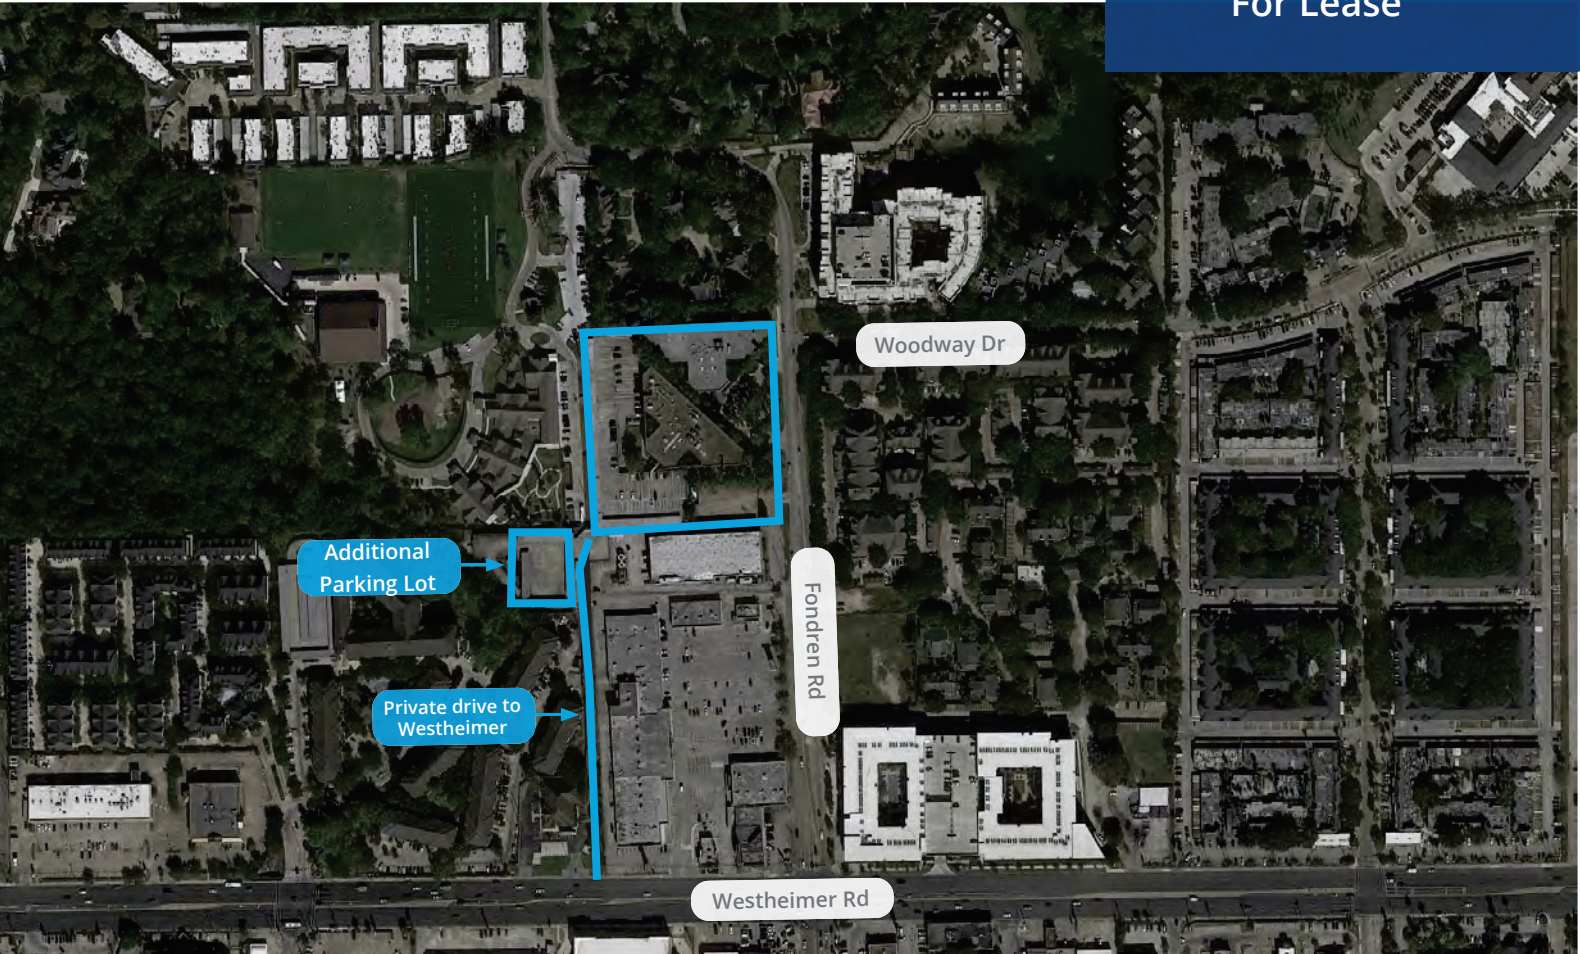 For Lease
Woodway Dr
Additional
Parking Lot
Fondren Rd
Private drive to
Westheimer
Westheimer Rd